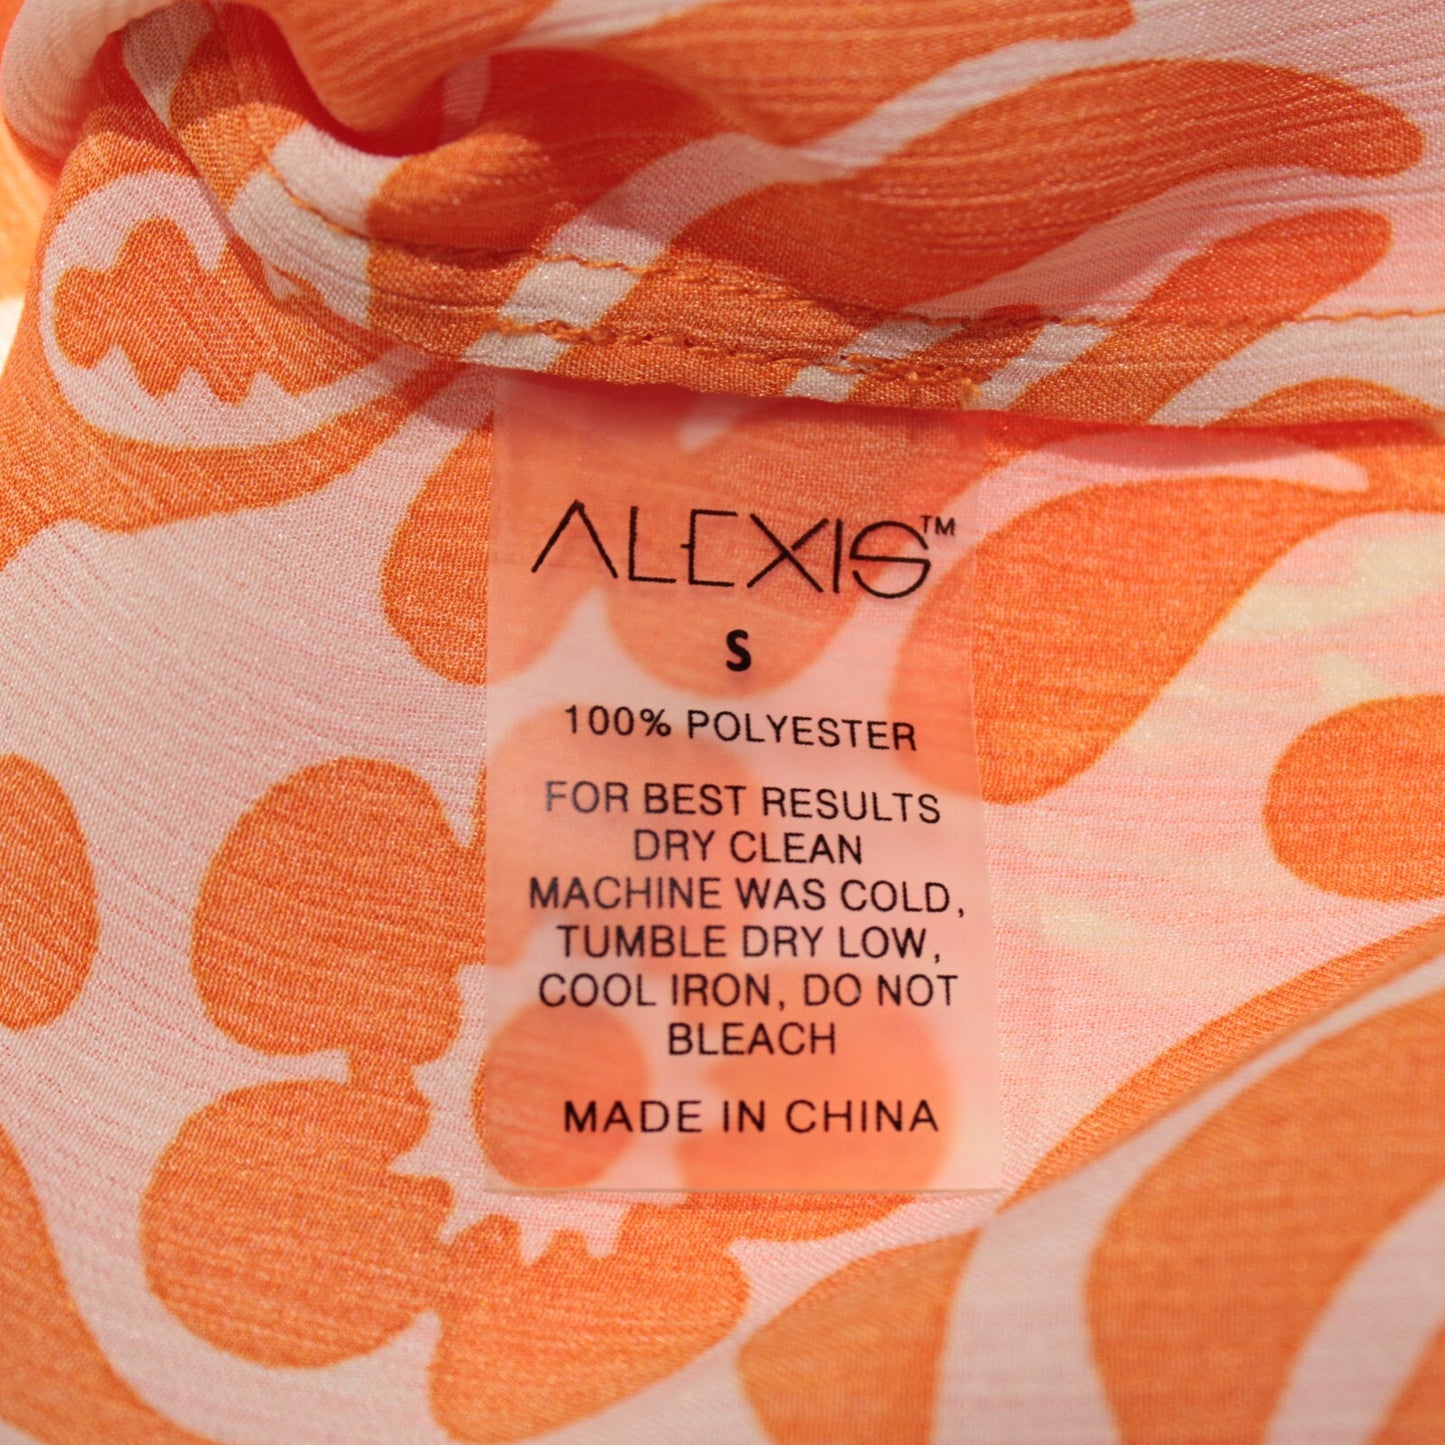 ALEXIS™
S
100% POLYESTER
FOR BEST RESULTS
DRY CLEAN
MACHINE WAS COLD,
TUMBLE DRY LOW,
COOL IRON, DO NOT
BLEACH
MADE IN CHINA